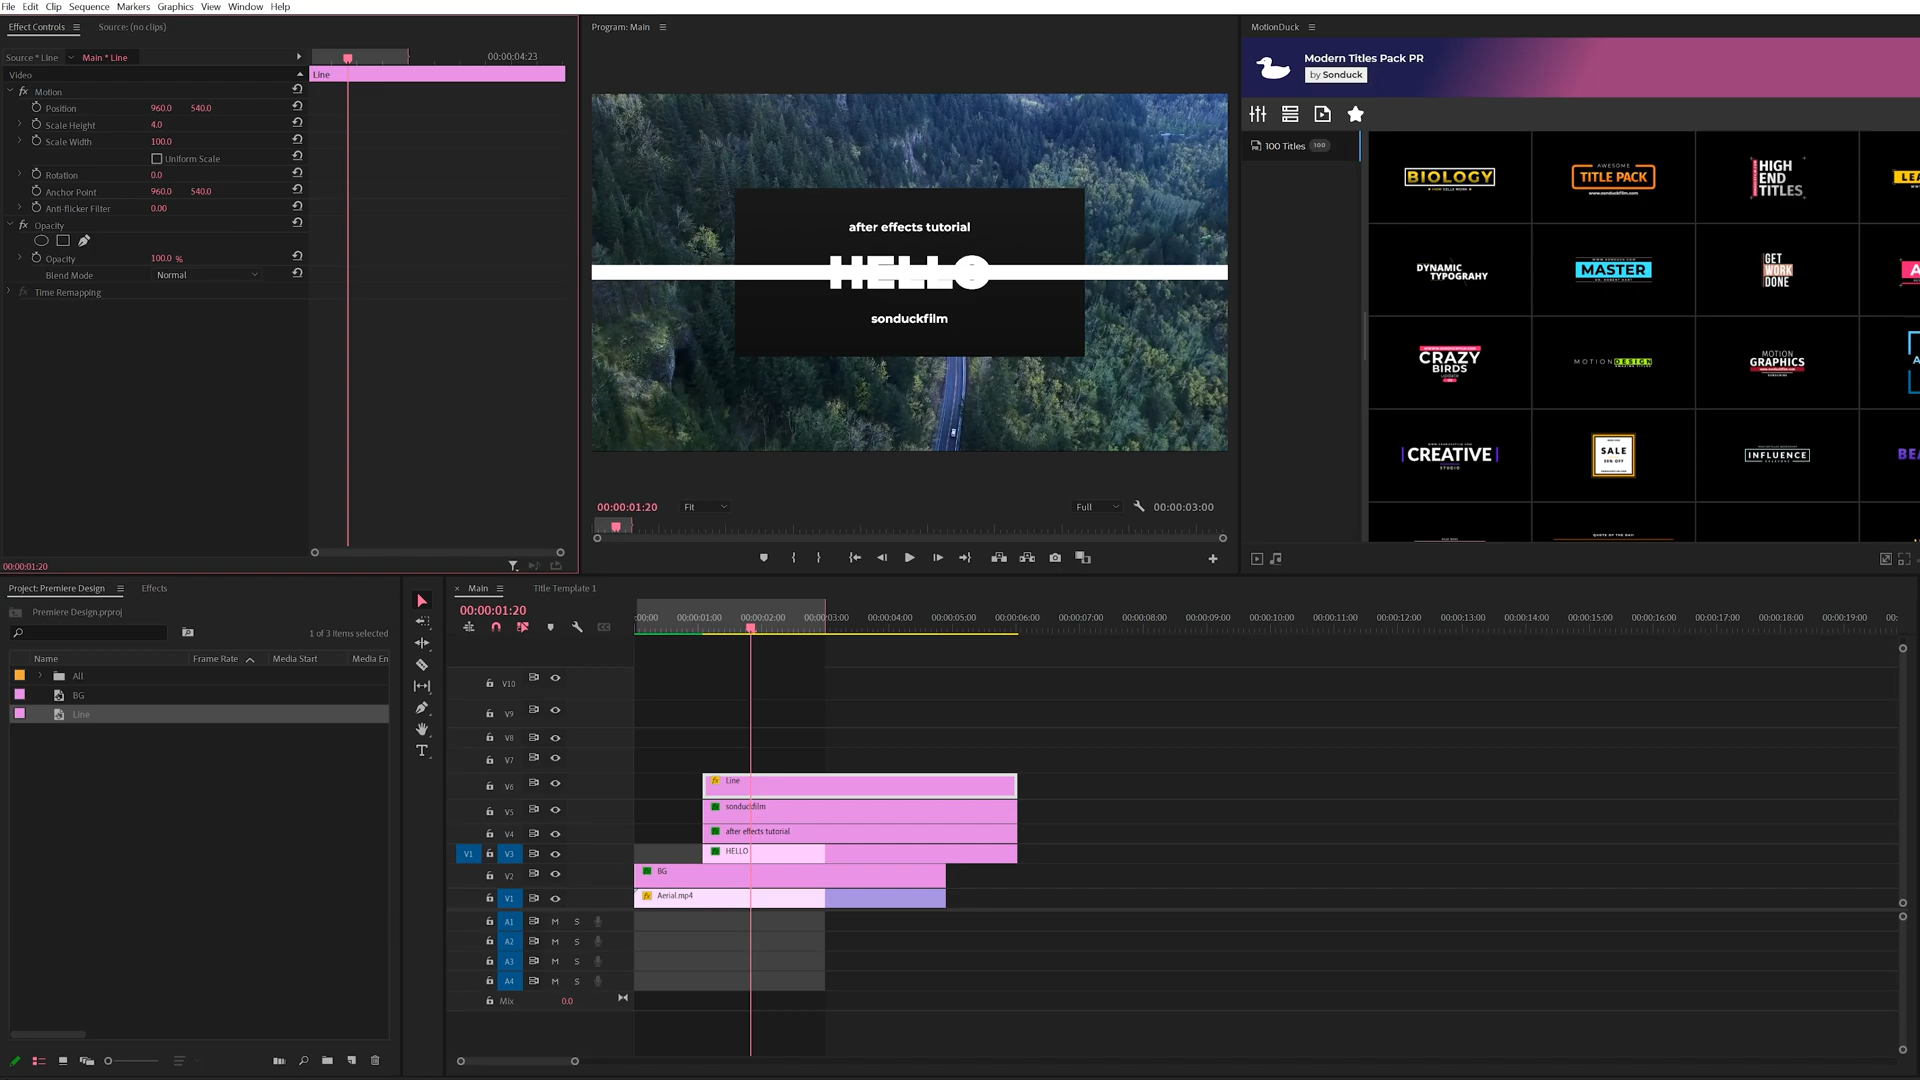 File Edit Clip Sequence Markers Graphics View Window Help
Effect Controls
Source: (no clips)
Source * Line
Main * Line
00:00:04:23
Video
Line
Motion
Position 960.0 540.0
Scale Height 4.0
Scale Width 100.0
Uniform Scale
Rotation 0.0
Anchor Point 960.0 540.0
Anti-flicker Filter 0.00
Opacity
Opacity 100.0 %
Blend Mode Normal
Time Remapping
00:00:01:20
Program: Main
after effects tutorial
HELLO
sonduckfilm
00:00:01:20
Fit
Full
00:00:03:00
MotionDuck
Modern Titles Pack PR
by Sonduck
100 Titles 100
BIOLOGY
AWESOME
TITLE PACK
www.sonduckfilm.com
HIGH
END
TITLES
DYNAMIC
TYPOGRAHY
MASTER
GET
WORK
DONE
CRAZY
BIRDS
MOTION DESIGN
MOTION
GRAPHICS
CREATIVE
STUDIO
SALE
INFLUENCE
QUOTE OF THE DAY:
Project: Premiere Design
Effects
Premiere Design.prproj
1 of 3 Items selected
Name Frame Rate Media Start Media En
All
BG
Line
Main
Title Template 1
00:00:01:20
:00:00 00:00:01:00 00:00:02:00 00:00:03:00 00:00:04:00 00:00:05:00 00:00:06:00 00:00:07:00 00:00:08:00 00:00:09:00 00:00:10:00 00:00:11:00 00:00:12:00 00:00:13:00 00:00:14:00 00:00:15:00 00:00:16:00 00:00:17:00 00:00:18:00 00:00:19:00 00:
V10
V9
V8
V7
V6 Line
V5 sonduckfilm
V4 after effects tutorial
V1 V3 HELLO
V2 BG
V1 Aerial.mp4
A1 M S
A2 M S
A3 M S
A4 M S
Mix 0.0